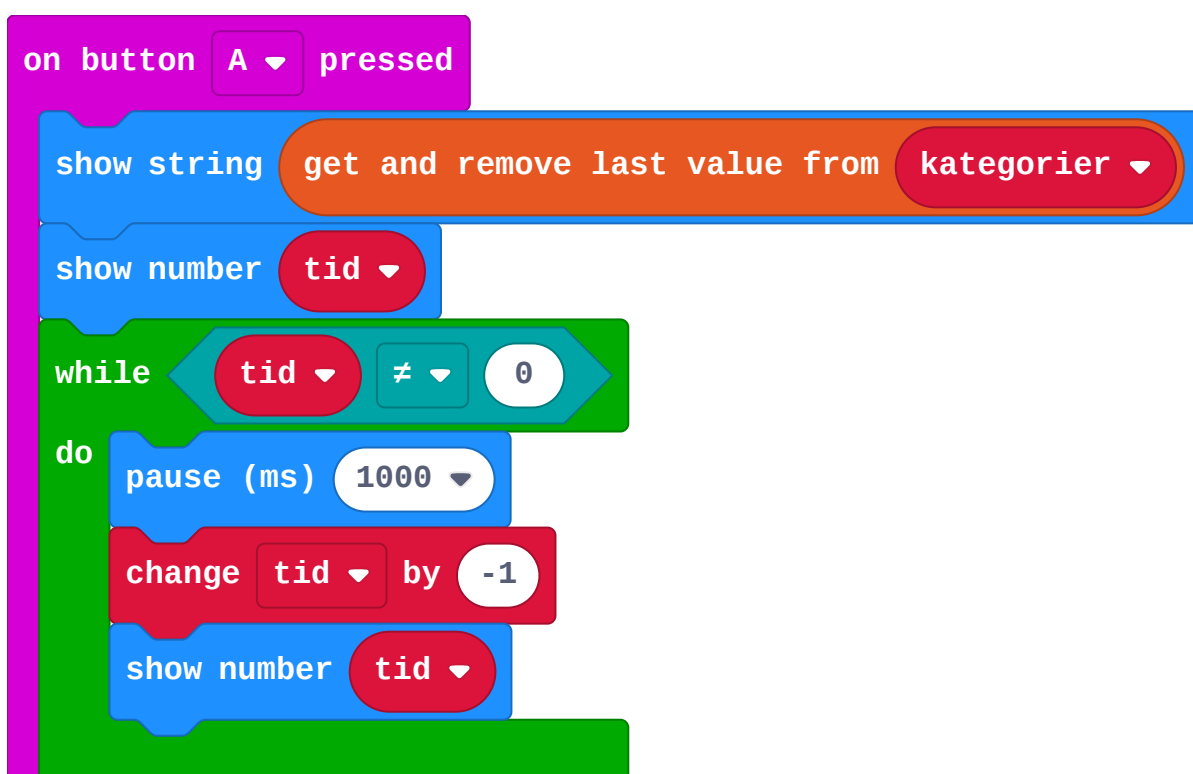 on button A pressed
show string get and remove last value from kategorier
show number tid
while tid ≠ 0
do
pause (ms) 1000
change tid by -1
show number tid